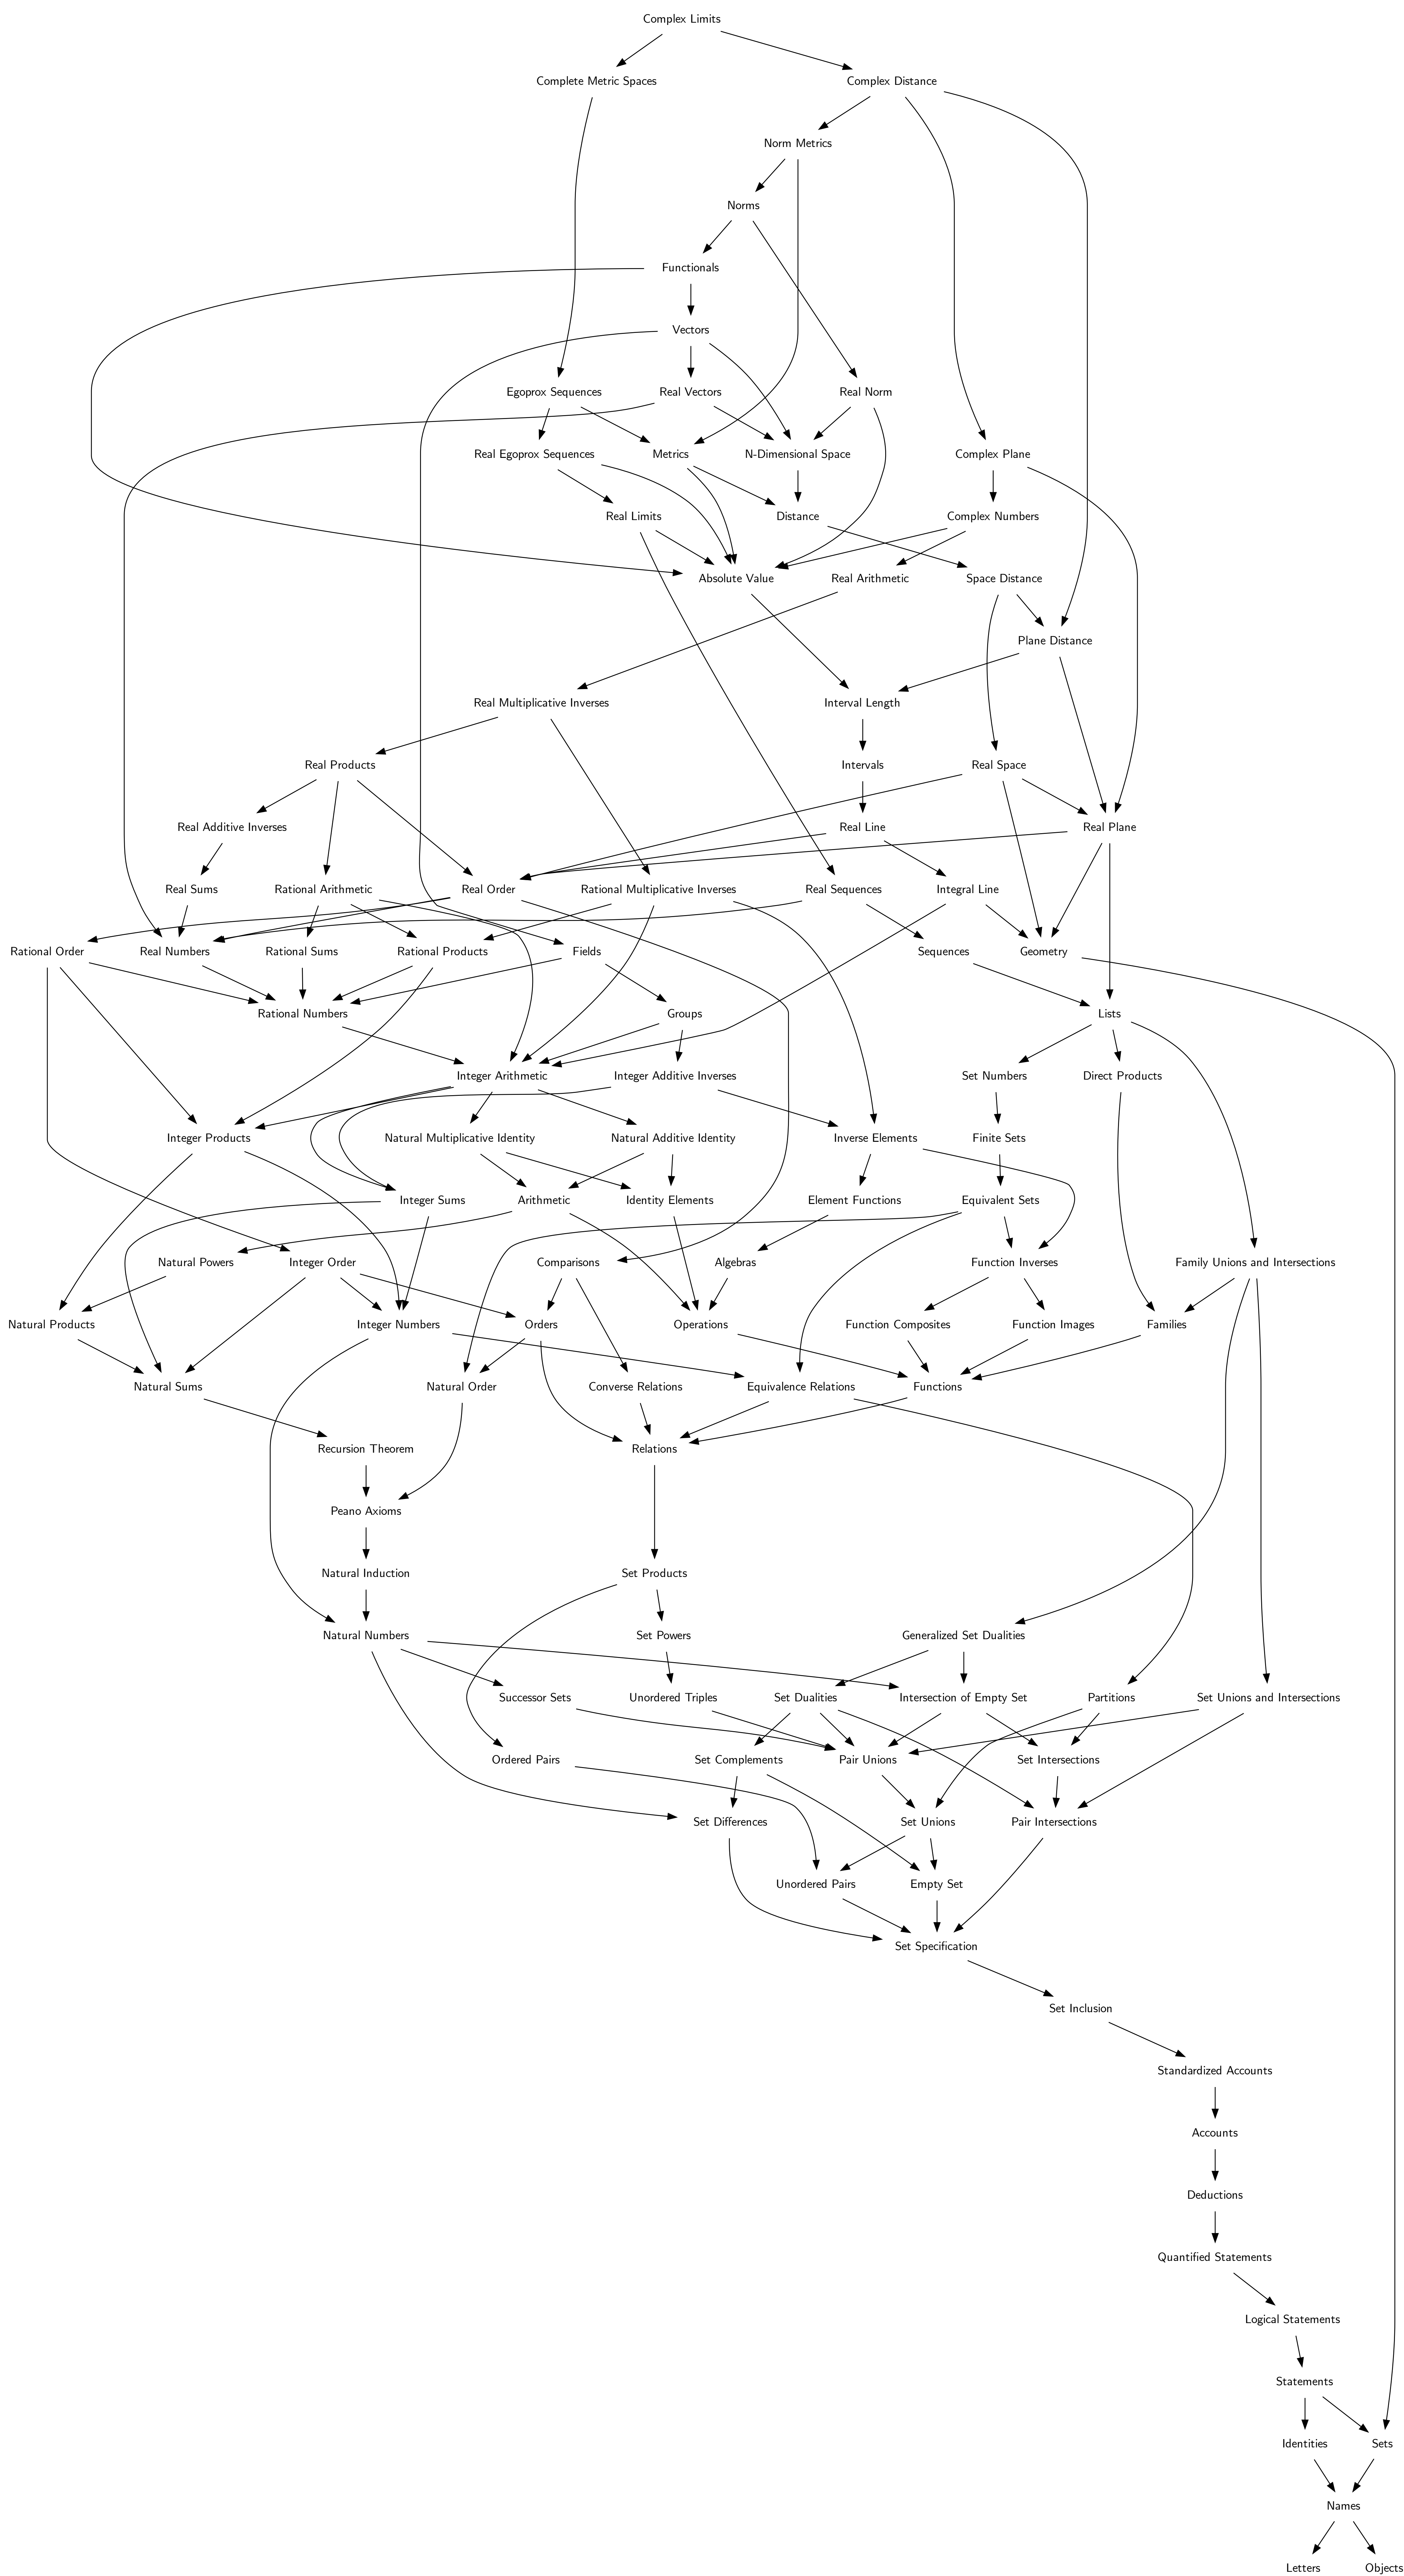 Complex Limits
Complete Metric Spaces
Complex Distance
Norm Metrics
Norms
Functionals
Vectors
Egoprox Sequences
Real Vectors
Real Norm
Real Egoprox Sequences
Metrics
N-Dimensional Space
Complex Plane
Real Limits
Distance
Complex Numbers
Absolute Value
Real Arithmetic
Space Distance
Plane Distance
Real Multiplicative Inverses
Interval Length
Real Products
Intervals
Real Space
Real Additive Inverses
Real Line
Real Plane
Real Sums
Rational Arithmetic
Real Order
Rational Multiplicative Inverses
Real Sequences
Integral Line
Rational Order
Real Numbers
Rational Sums
Rational Products
Fields
Sequences
Geometry
Rational Numbers
Groups
Lists
Integer Arithmetic
Integer Additive Inverses
Set Numbers
Direct Products
Integer Products
Natural Multiplicative Identity
Natural Additive Identity
Inverse Elements
Finite Sets
Integer Sums
Arithmetic
Identity Elements
Element Functions
Equivalent Sets
Natural Powers
Integer Order
Comparisons
Algebras
Function Inverses
Family Unions and Intersections
Natural Products
Integer Numbers
Orders
Operations
Function Composites
Function Images
Families
Natural Sums
Natural Order
Converse Relations
Equivalence Relations
Functions
Recursion Theorem
Relations
Peano Axioms
Natural Induction
Set Products
Natural Numbers
Set Powers
Generalized Set Dualities
Successor Sets
Unordered Triples
Set Dualities
Intersection of Empty Set
Partitions
Set Unions and Intersections
Ordered Pairs
Set Complements
Pair Unions
Set Intersections
Set Differences
Set Unions
Pair Intersections
Unordered Pairs
Empty Set
Set Specification
Set Inclusion
Standardized Accounts
Accounts
Deductions
Quantified Statements
Logical Statements
Statements
Identities
Sets
Names
Letters
Objects